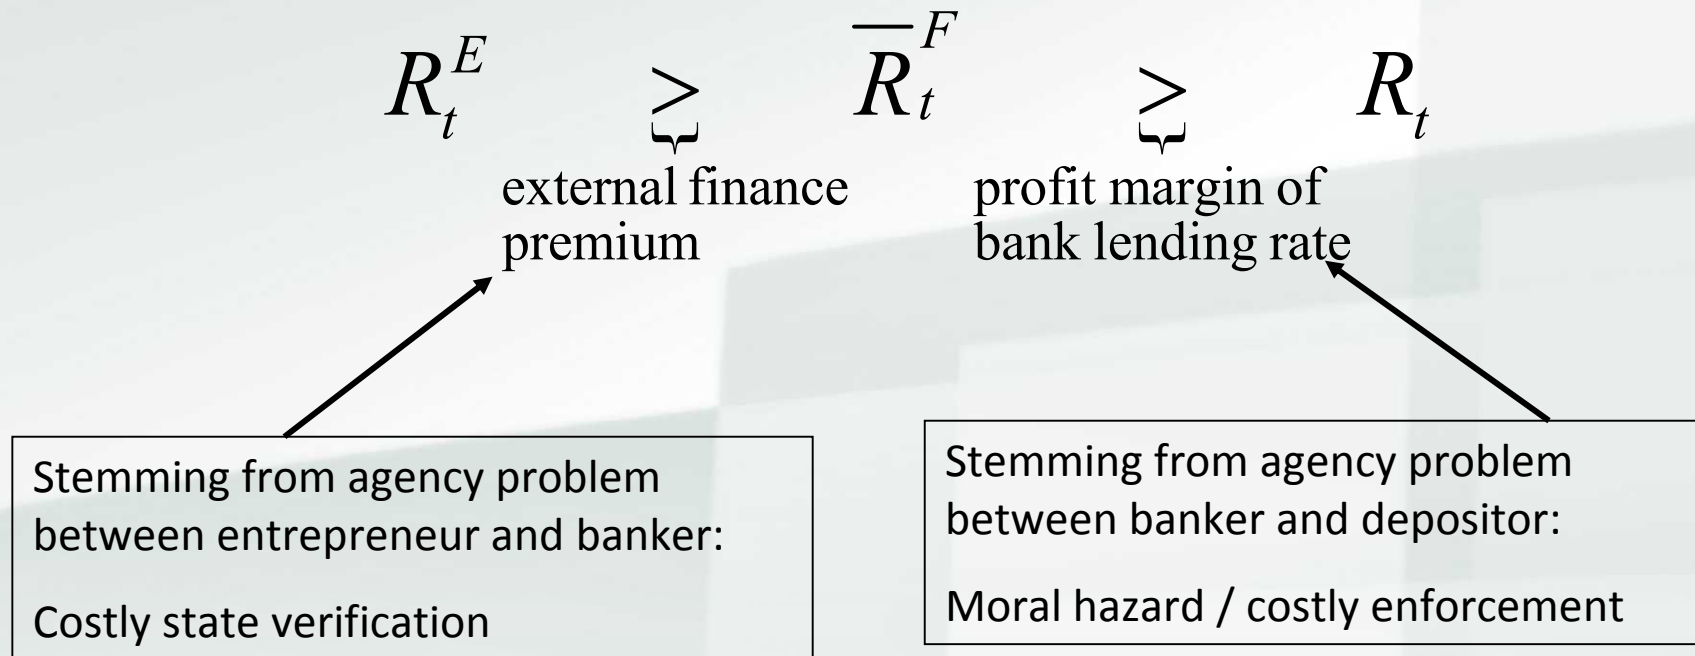 R_t^E ≥ R̅_t^F ≥ R_t
external finance profit margin of
premium bank lending rate
Stemming from agency problem
between entrepreneur and banker:
Costly state verification
Stemming from agency problem
between banker and depositor:
Moral hazard / costly enforcement